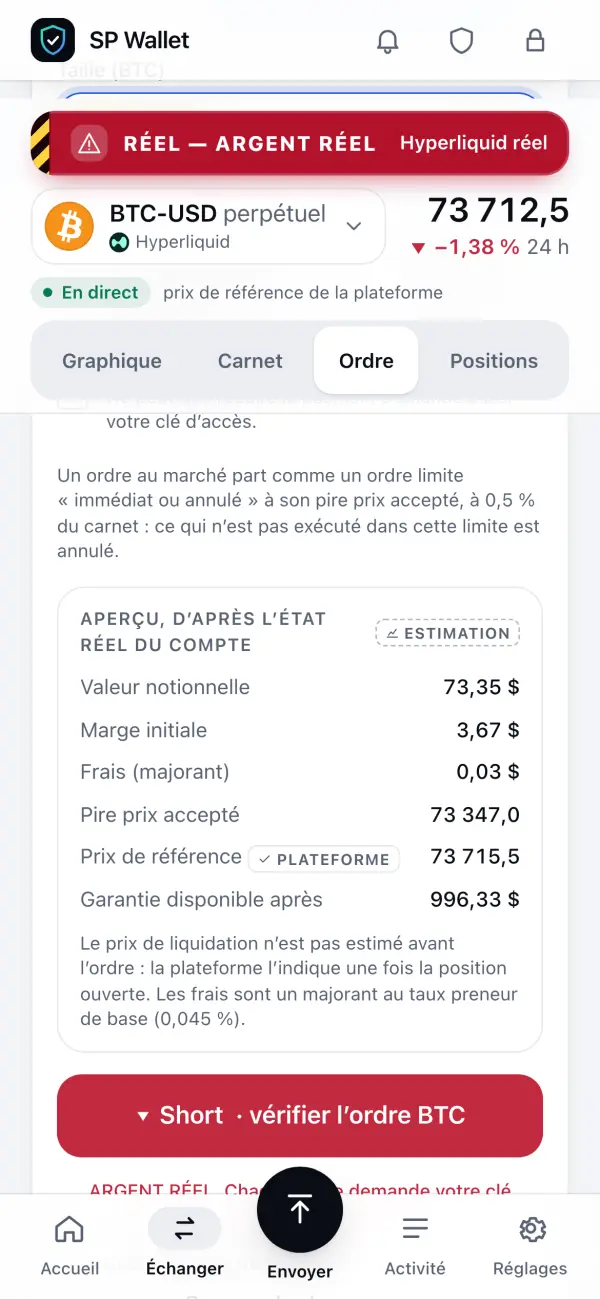 SP Wallet
Taille (BTC)
RÉEL — ARGENT RÉEL Hyperliquid réel
BTC-USD perpétuel
Hyperliquid
73 712,5
▼ −1,38 % 24 h
• En direct prix de référence de la plateforme
Graphique Carnet Ordre Positions
votre clé d’accès.
Un ordre au marché part comme un ordre limite
« immédiat ou annulé » à son pire prix accepté, à 0,5 %
du carnet : ce qui n’est pas exécuté dans cette limite est
annulé.
APERÇU, D’APRÈS L’ÉTAT
RÉEL DU COMPTE
ESTIMATION
Valeur notionnelle 73,35 $
Marge initiale 3,67 $
Frais (majorant) 0,03 $
Pire prix accepté 73 347,0
Prix de référence ✓ PLATEFORME 73 715,5
Garantie disponible après 996,33 $
Le prix de liquidation n’est pas estimé avant
l’ordre : la plateforme l’indique une fois la position
ouverte. Les frais sont un majorant au taux preneur
de base (0,045 %).
▼ Short · vérifier l’ordre BTC
ARGENT RÉEL. demande votre clé
Accueil Échanger Envoyer Activité Réglages